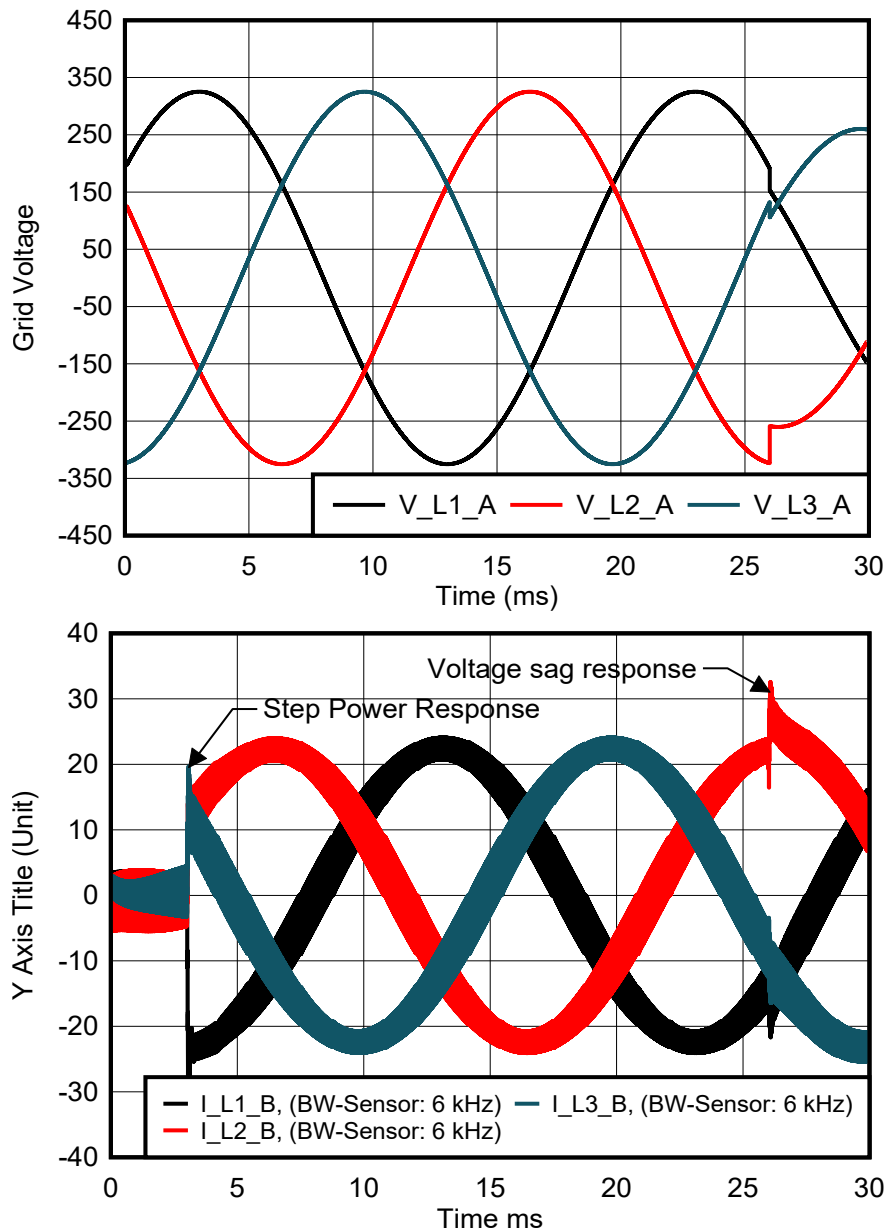 450
350
250
150
50
-50
-150
-250
-350
-450
Grid Voltage
V_L1_A V_L2_A V_L3_A
0 5 10 15 20 25 30
Time (ms)
40
30
20
10
0
-10
-20
-30
-40
Y Axis Title (Unit)
Voltage sag response
Step Power Response
I_L1_B, (BW-Sensor: 6 kHz) I_L3_B, (BW-Sensor: 6 kHz)
I_L2_B, (BW-Sensor: 6 kHz)
0 5 10 15 20 25 30
Time ms